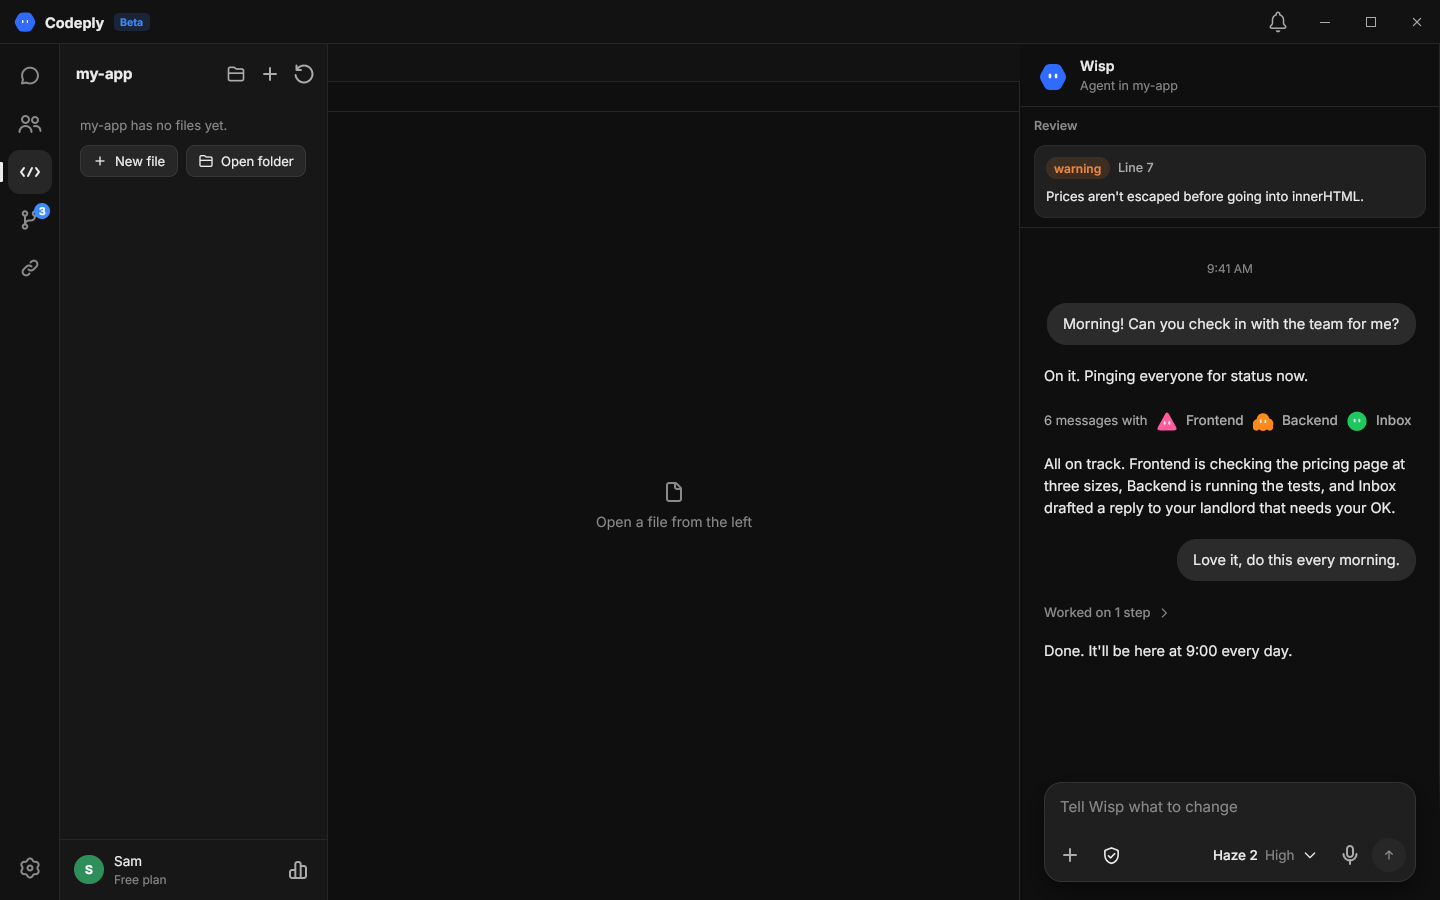 Codeply Beta
my-app
my-app has no files yet.
New file Open folder
3
Sam
S
Free plan
Open a file from the left
Wisp
Agent in my-app
Review
warning Line 7
Prices aren't escaped before going into innerHTML.
9:41 AM
Morning! Can you check in with the team for me?
On it. Pinging everyone for status now.
6 messages with Frontend Backend Inbox
All on track. Frontend is checking the pricing page at
three sizes, Backend is running the tests, and Inbox
drafted a reply to your landlord that needs your OK.
Love it, do this every morning.
Worked on 1 step
Done. It'll be here at 9:00 every day.
Tell Wisp what to change
Haze 2 High